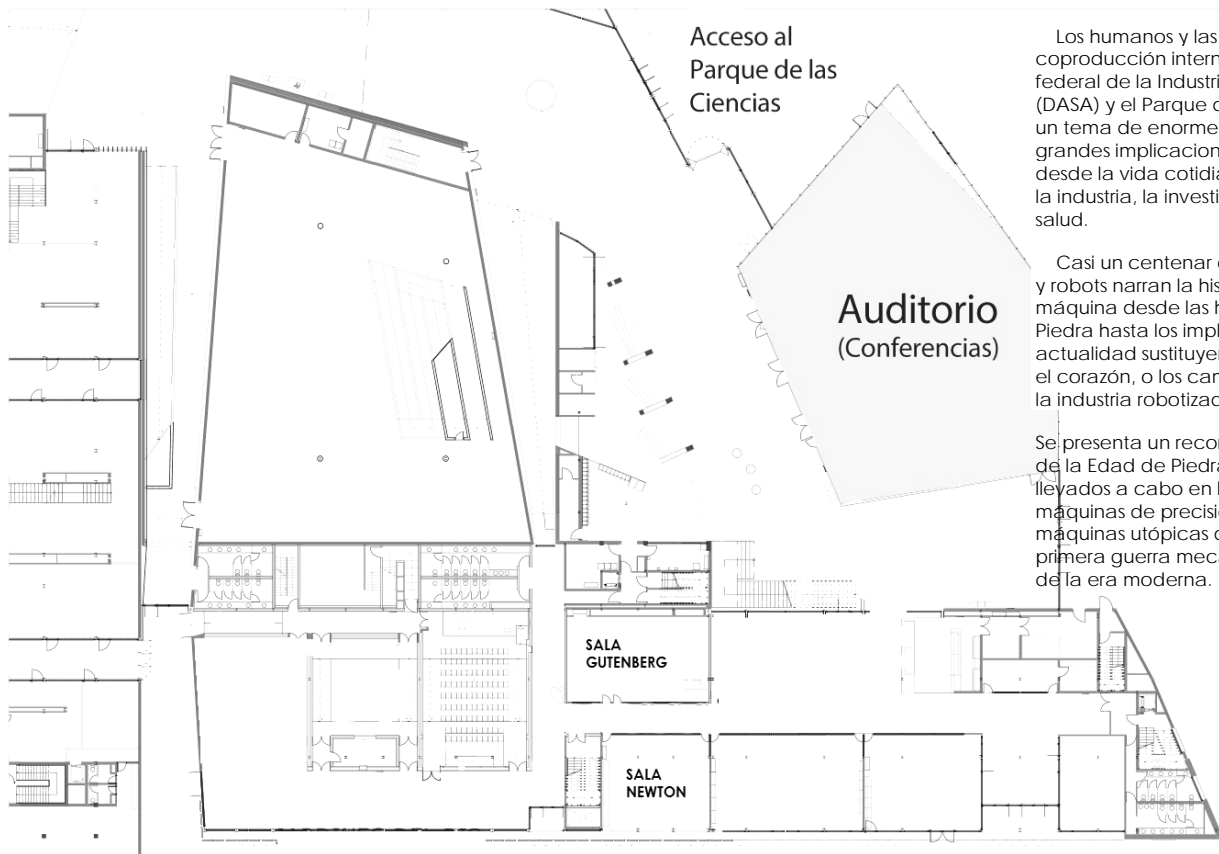 Acceso al
Parque de las
Ciencias
Auditorio
(Conferencias)
SALA
GUTENBERG
SALA
NEWTON
Los humanos y las
coproducción intern
federal de la Industri
(DASA) y el Parque d
un tema de enorme
grandes implicacion
desde la vida cotidia
la industria, la investi
salud.
Casi un centenar
y robots narran la his
máquina desde las h
Piedra hasta los impl
actualidad sustituyer
el corazón, o los can
la industria robotizad
Se presenta un recor
de la Edad de Piedra
llevados a cabo en l
máquinas de precisi
máquinas utópicas d
primera guerra mec
de la era moderna.